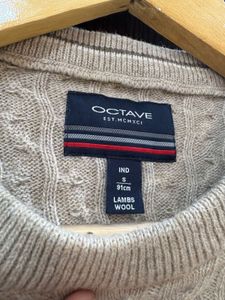 OCTAVE
EST.MCMXCI
IND
S
91cm
LAMBS
WOOL